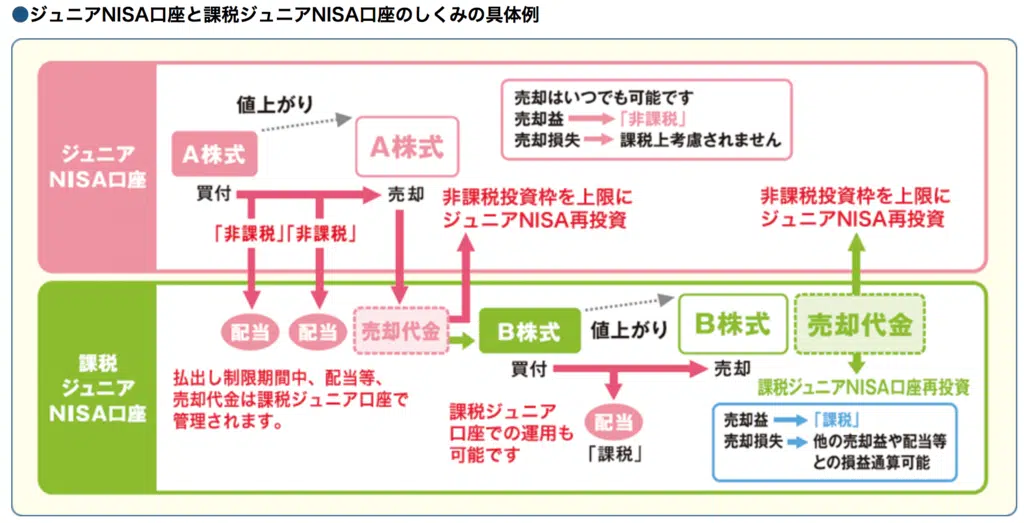 ●ジュニアNISA口座と課税ジュニアNISA口座のしくみの具体例
ジュニア
NISA口座
値上がり
A株式
A株式
買付
売却
「非課税」「非課税」
売却はいつでも可能です
売却益
「非課税」
売却損失
課税上考慮されません
非課税投資枠を上限に
ジュニアNISA再投資
非課税投資枠を上限に
ジュニアNISA再投資
課税
ジュニア
NISA口座
配当
配当
売却代金
払出し制限期間中、配当等、
売却代金は課税ジュニア口座で
管理されます。
B株式
値上がり
B株式
買付
売却
課税ジュニア
口座での運用も
可能です
配当
「課税」
売却代金
課税ジュニアNISA口座再投資
売却益
「課税」
売却損失
他の売却益や配当等
との損益通算可能